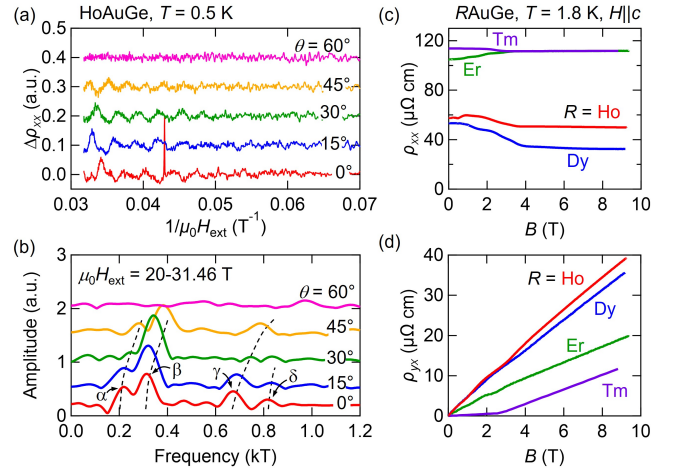 (a) HoAuGe, T = 0.5 K
Δρxx (a.u.)
0.4
0.3
0.2
0.1
0.0
θ = 60°
45°
30°
15°
0°
0.03 0.04 0.05 0.06 0.07
1/μ0Hext (T-1)
(b)
Amplitude (a.u.)
3
2
1
0
μ0Hext = 20-31.46 T
θ = 60°
45°
30°
15°
0°
α
β
γ
δ
0.0 0.2 0.4 0.6 0.8 1.0 1.2
Frequency (kT)
(c) RAuGe, T = 1.8 K, H||c
ρxx (μΩ cm)
120
80
40
0
Tm
Er
R = Ho
Dy
0 2 4 6 8 10
B (T)
(d)
ρyx (μΩ cm)
40
30
20
10
0
R = Ho
Dy
Er
Tm
0 2 4 6 8 10
B (T)